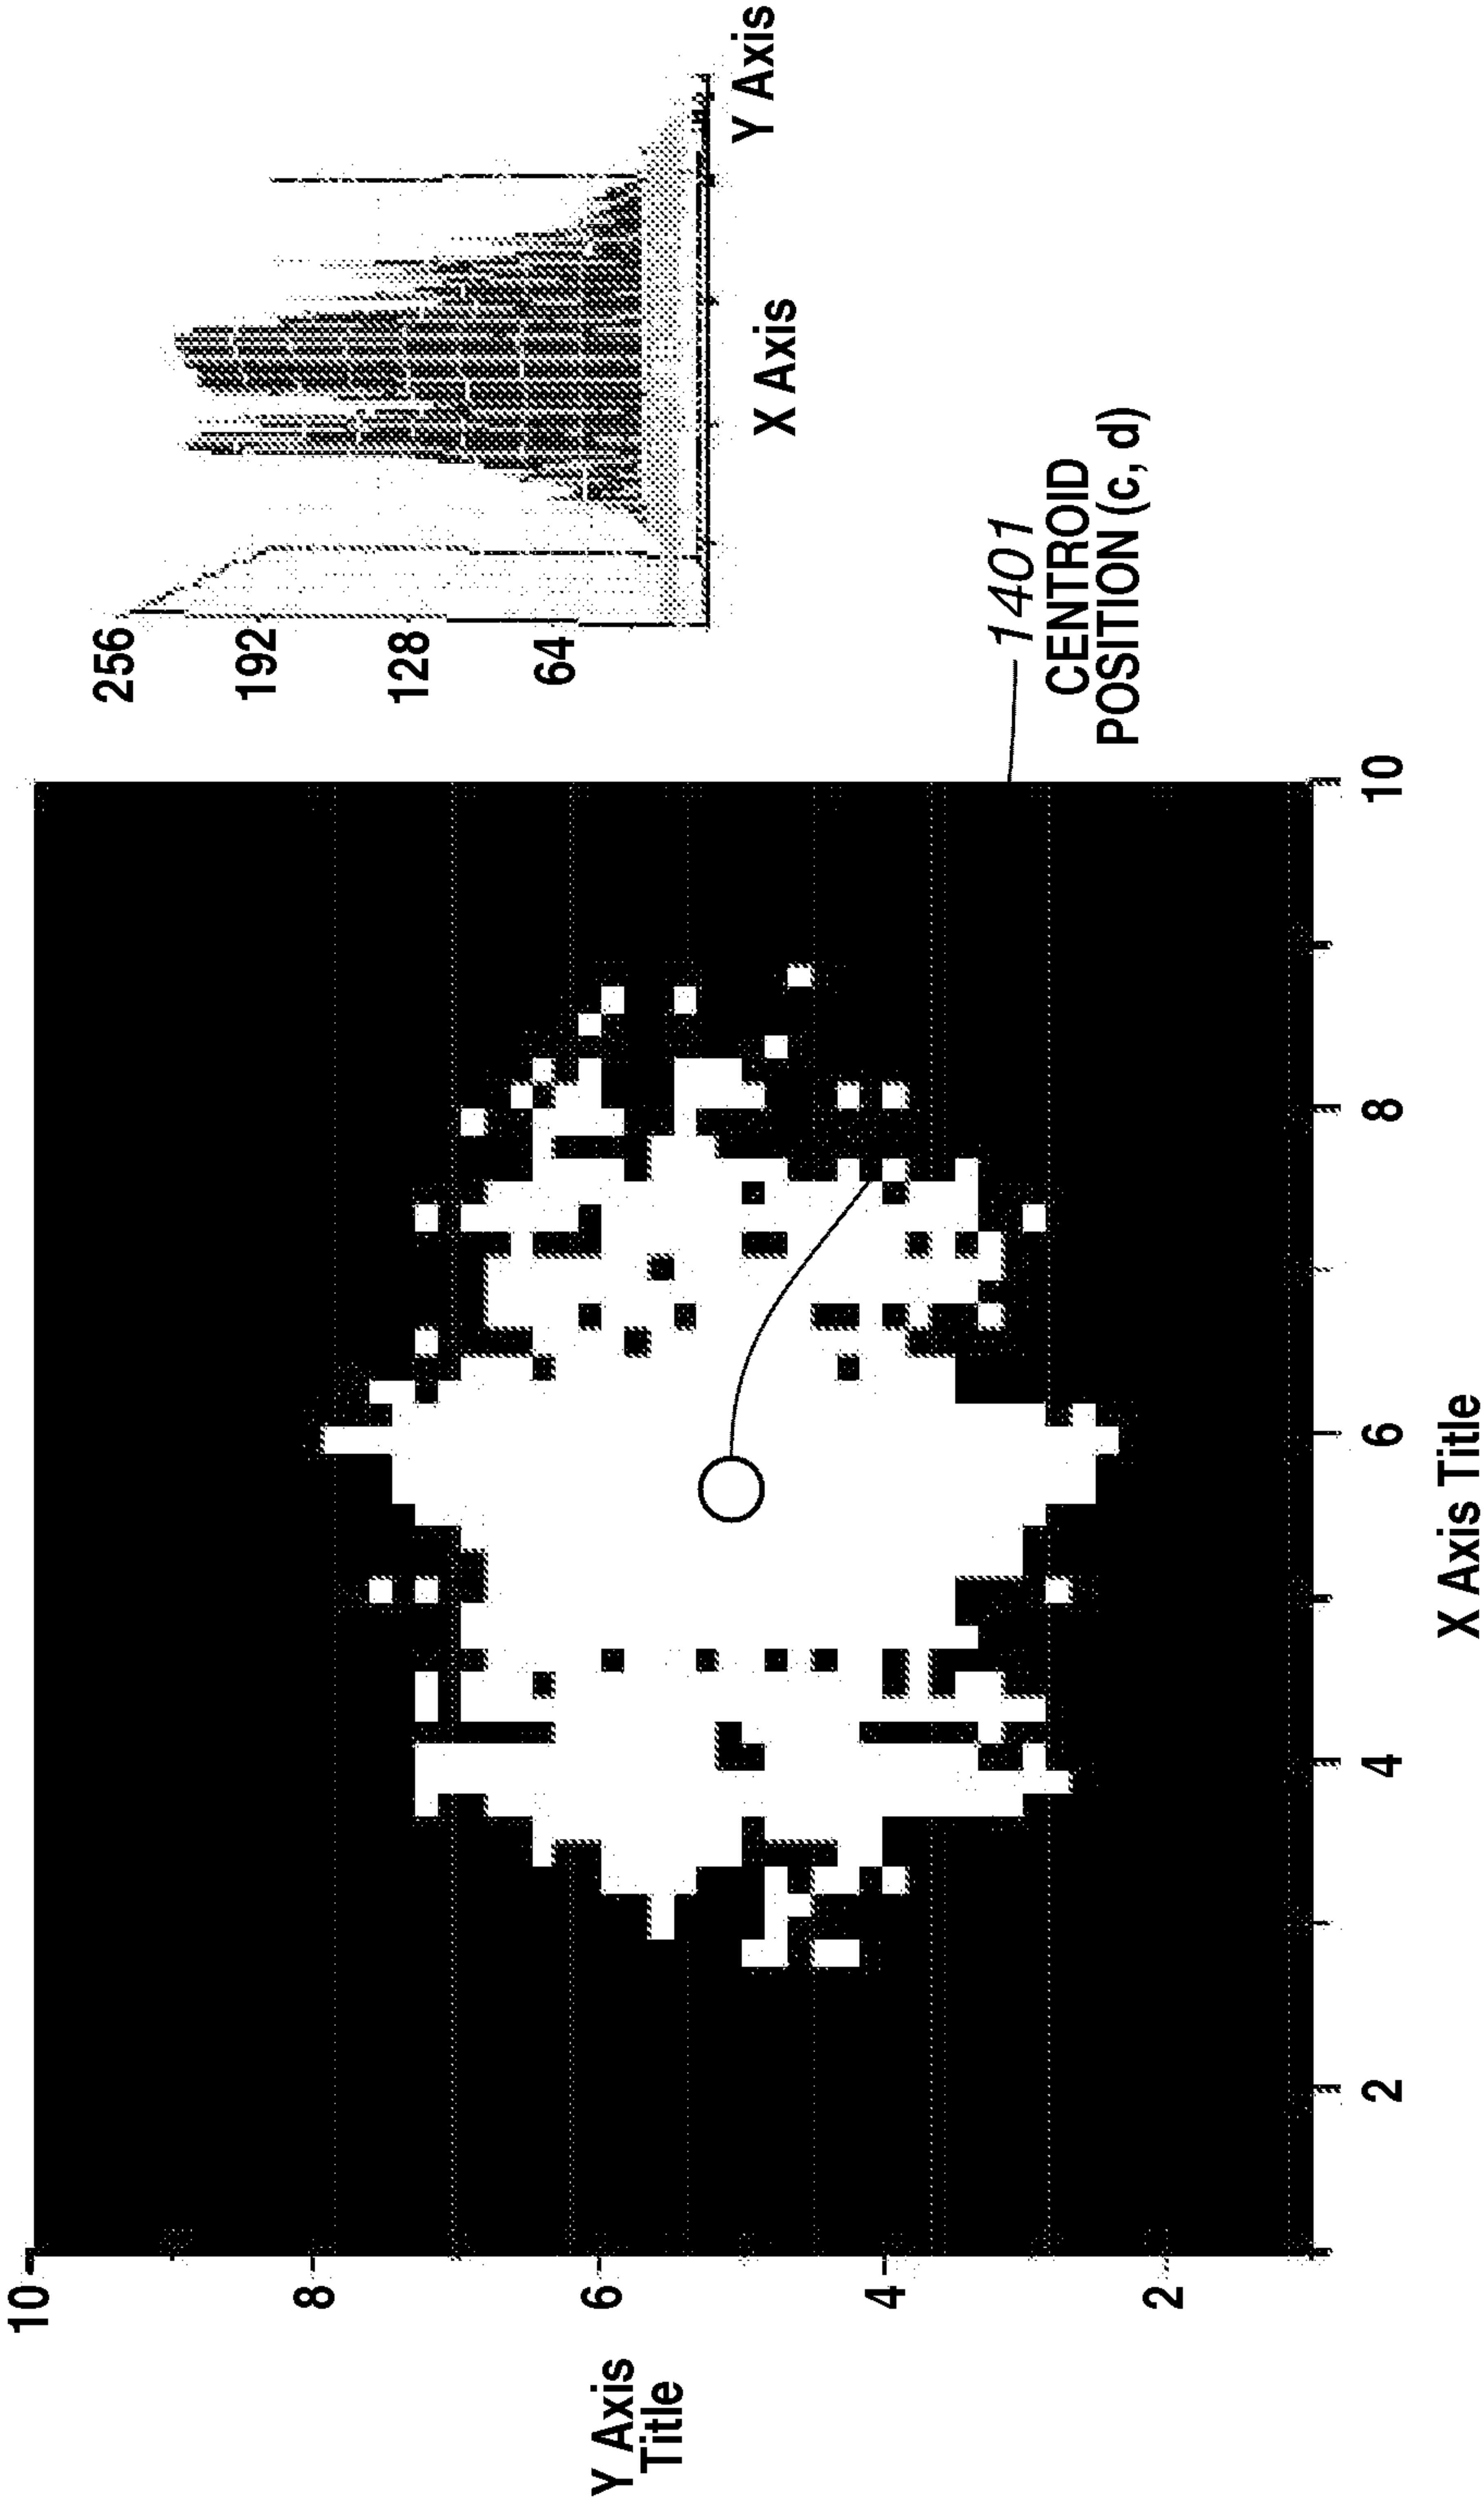 10
8
6
4
2
Y Axis
Title
2
4
6
8
10
X Axis Title
1401
CENTROID
POSITION (c, d)
256
192
128
64
X Axis
Y Axis